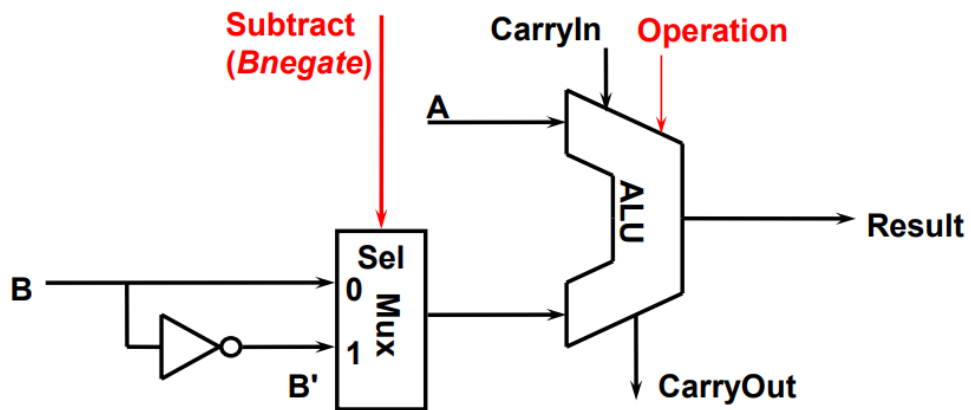 Subtract
(Bnegate)
CarryIn
Operation
A
ALU
Result
Sel
B
0
Mux
1
B'
CarryOut